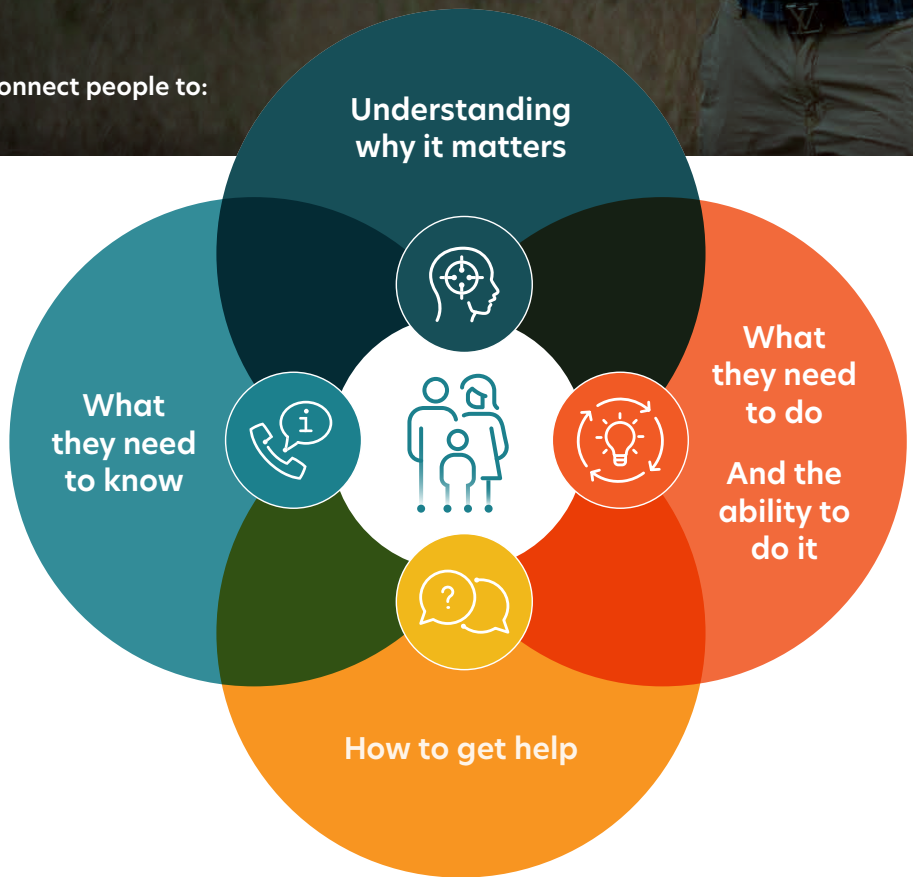 onnect people to:
Understanding
why it matters
What
they need
to know
What
they need
to do
And the
ability to
do it
How to get help